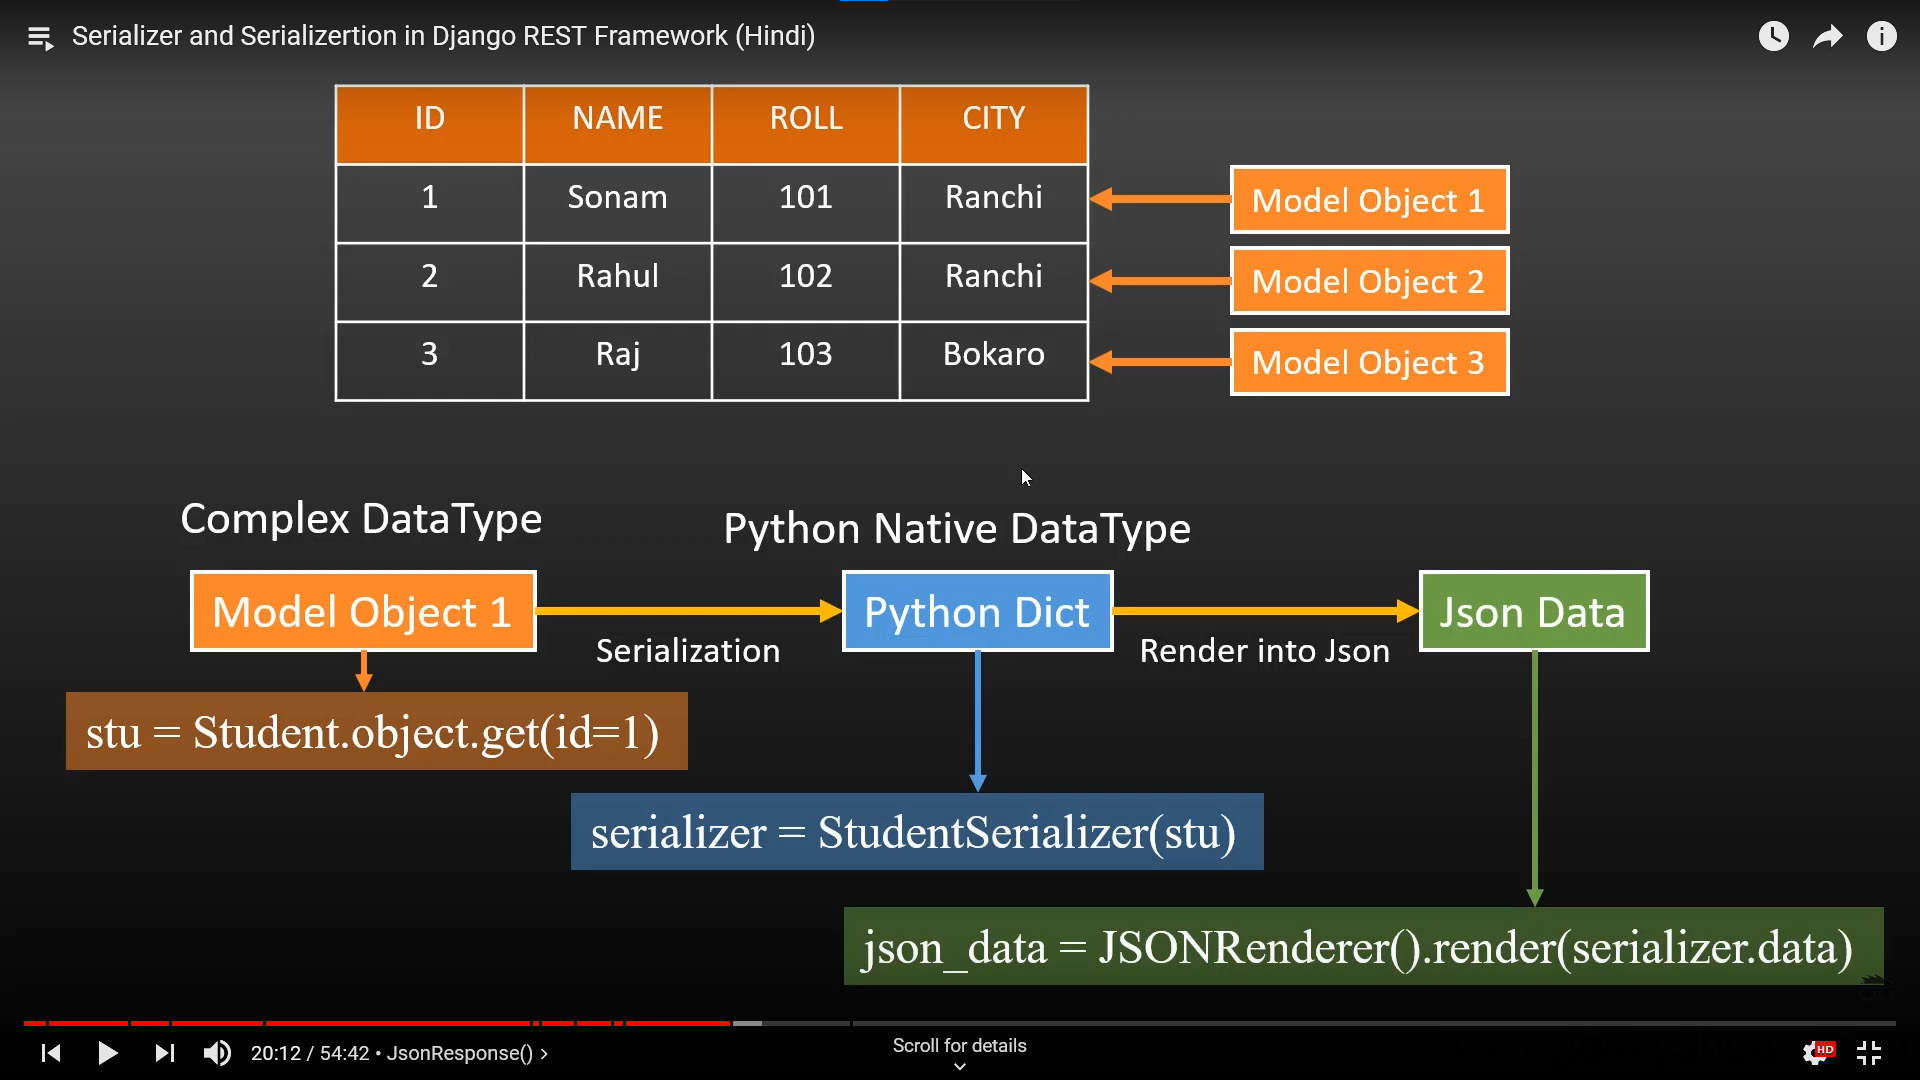 Serializer and Serializertion in Django REST Framework (Hindi)
ID NAME ROLL CITY
1 Sonam 101 Ranchi
Model Object 1
2 Rahul 102 Ranchi
Model Object 2
3 Raj 103 Bokaro
Model Object 3
Complex DataType
Python Native DataType
Model Object 1
Serialization
Python Dict
Render into Json
Json Data
stu = Student.object.get(id=1)
serializer = StudentSerializer(stu)
json_data = JSONRenderer().render(serializer.data)
20:12 / 54:42 • JsonResponse() ›
Scroll for details
HD